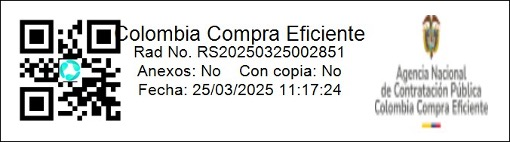 Colombia Compra Eficiente
Rad No. RS20250325002851
Anexos: No Con copia: No
Fecha: 25/03/2025 11:17:24
Agencia Nacional
de Contratación Pública
Colombia Compra Eficiente